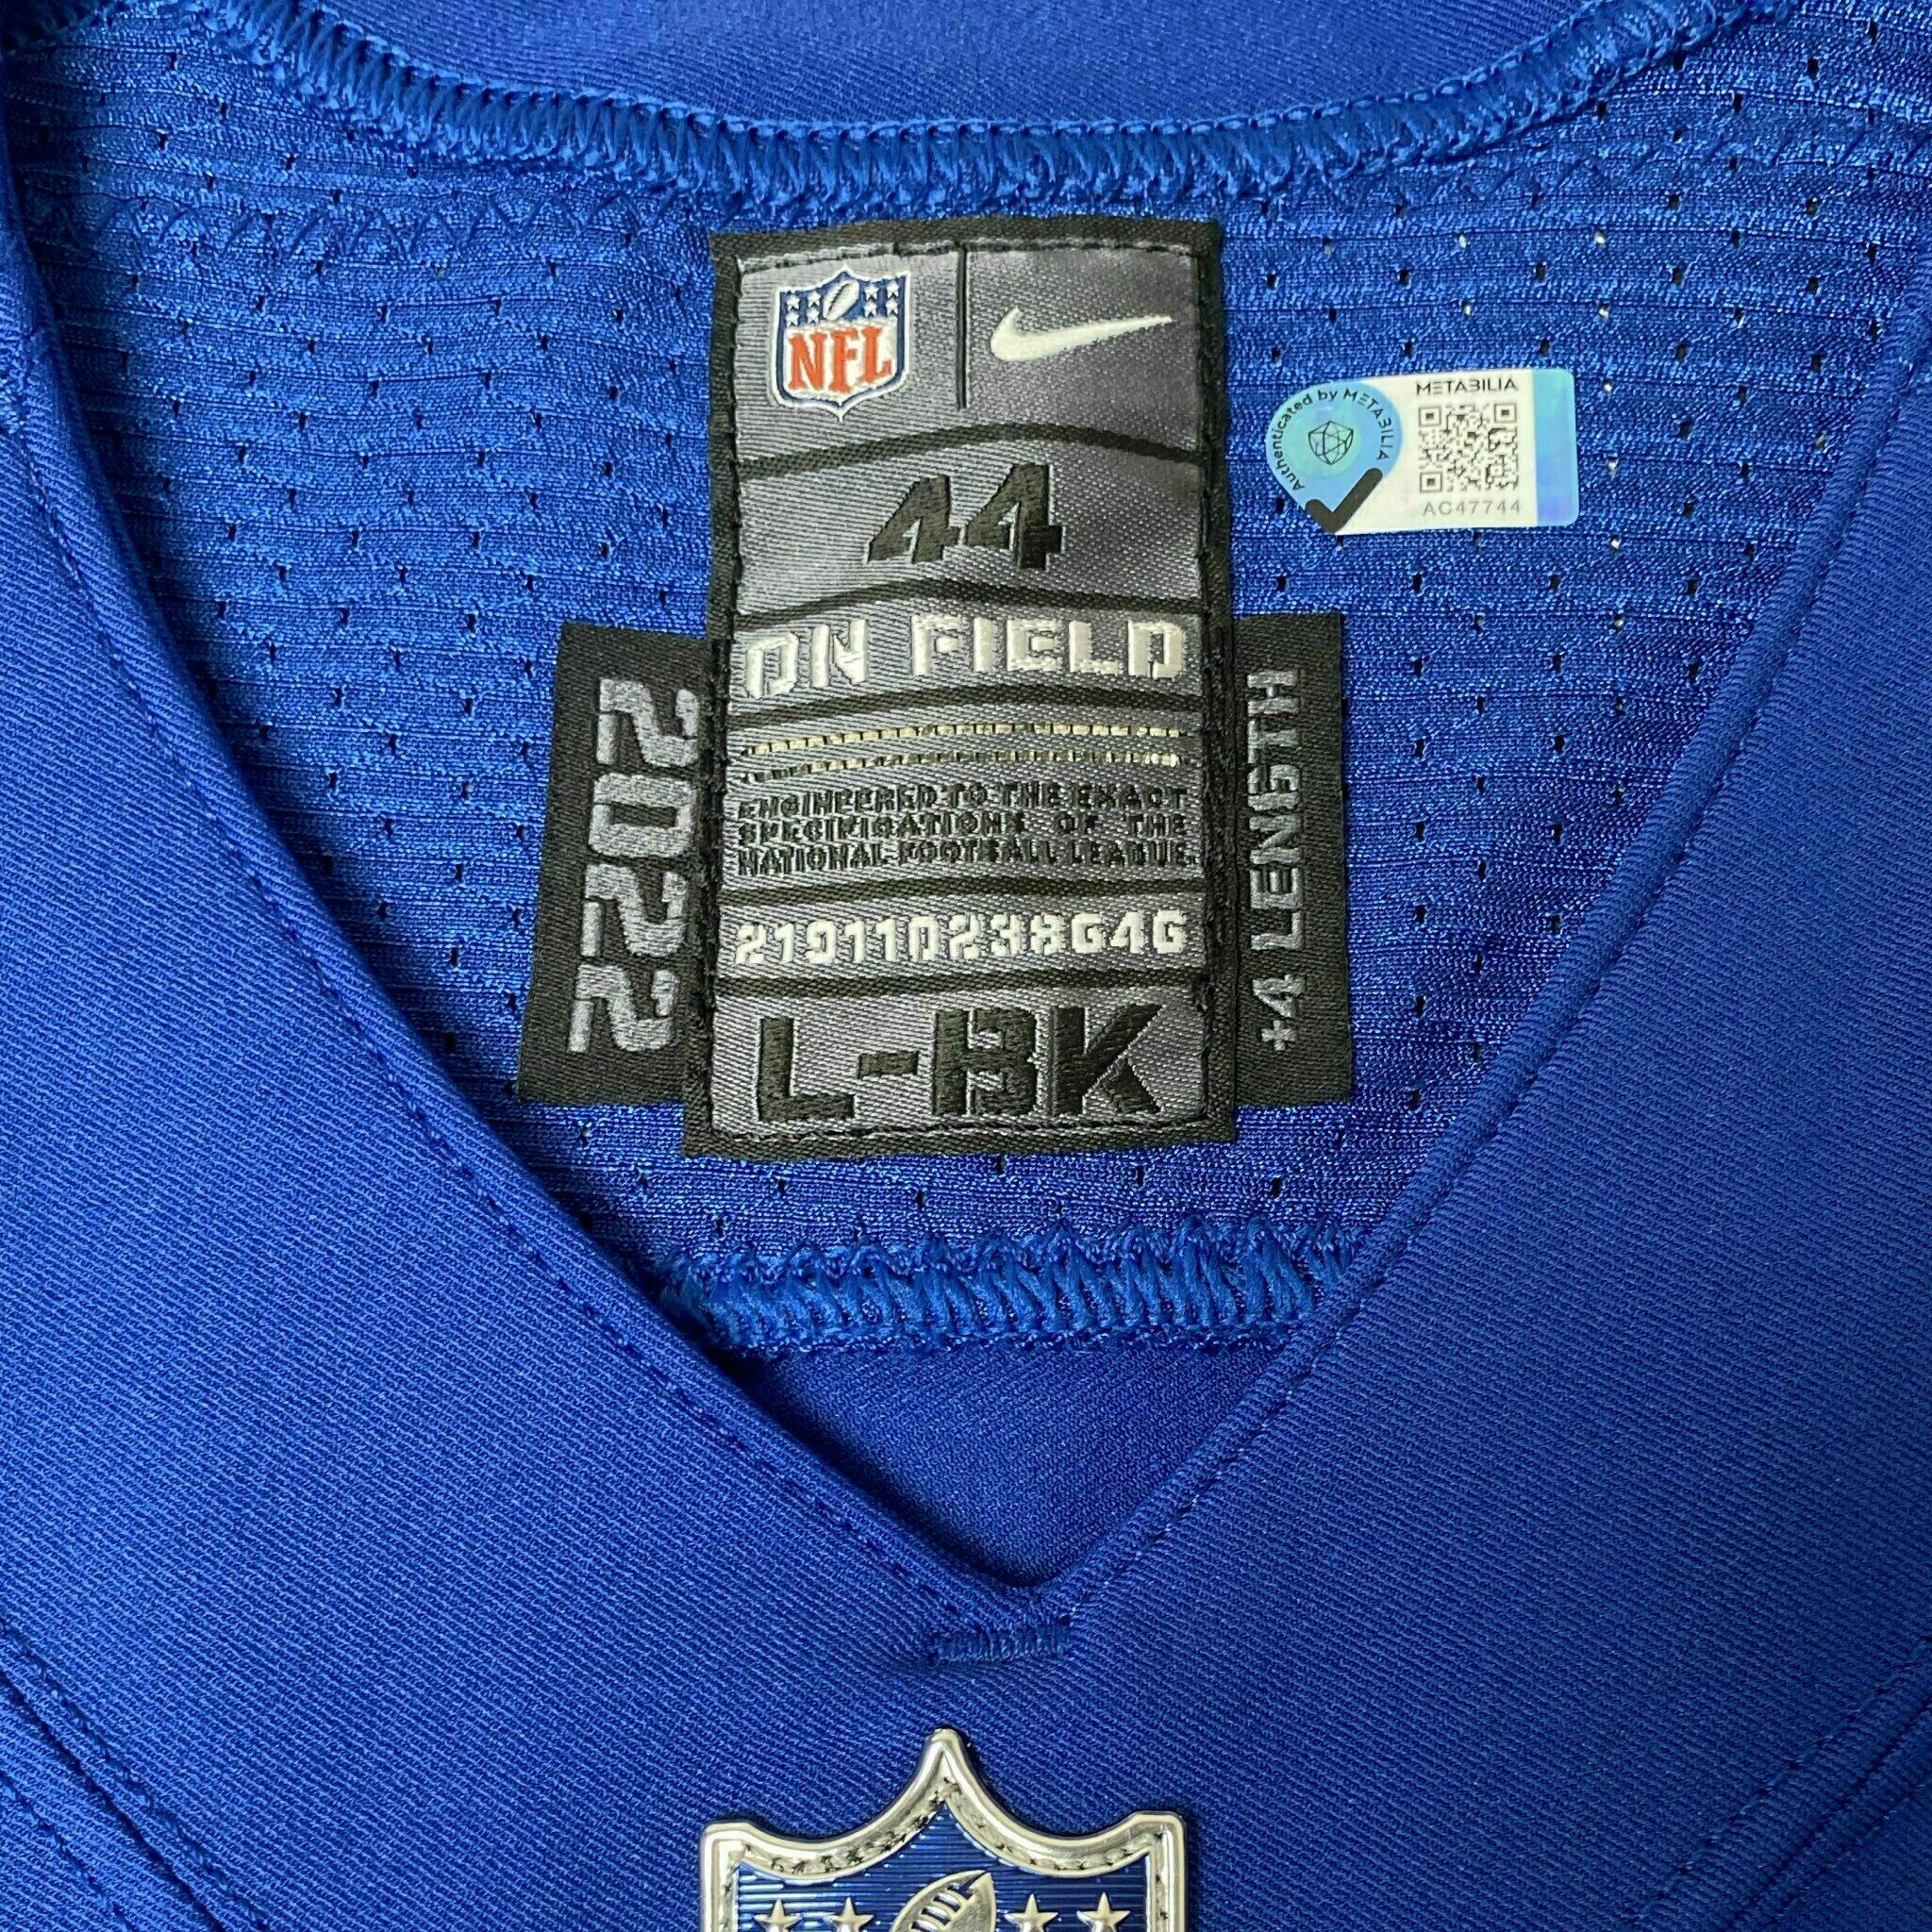 NFL
44
ON FIELD
ENGINEERED TO THE EXACT
SPECIFICATIONS OF THE
NATIONAL FOOTBALL LEAGUE.
219110238G4G
L-BK
2022
+4 LENGTH
Authenticated by METABILIA
METABILIA
AC47744